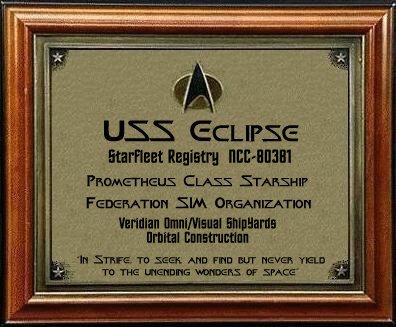 USS Eclipse
Starfleet Registry NCC-80381
Prometheus Class Starship
Federation SIM Organization
Veridian Omni/Visual Shipyards
Orbital Construction
"In Strife, to seek and find but never yield
to the unending wonders of space"